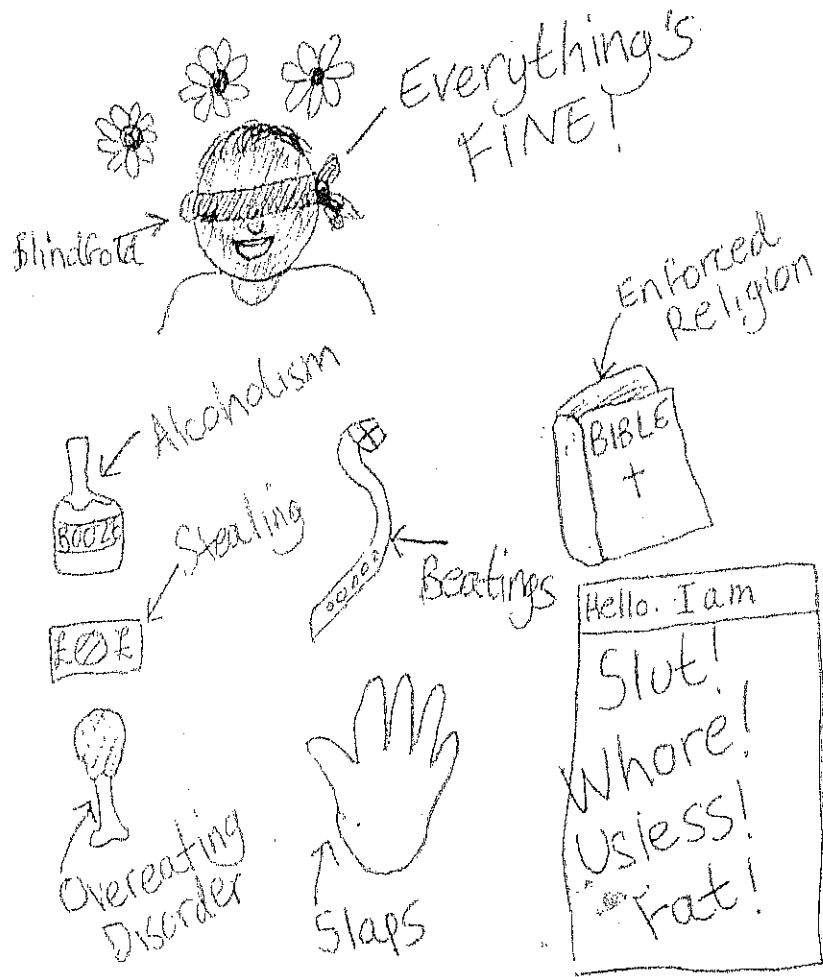 Everything's
FINE!
Blindfold
Enforced
Religion
Alcoholism
BIBLE
BOOZE
Stealing
Beatings
££
Hello. I am
Slut!
Whore!
Usless!
Fat!
Overeating
Disorder
Slaps